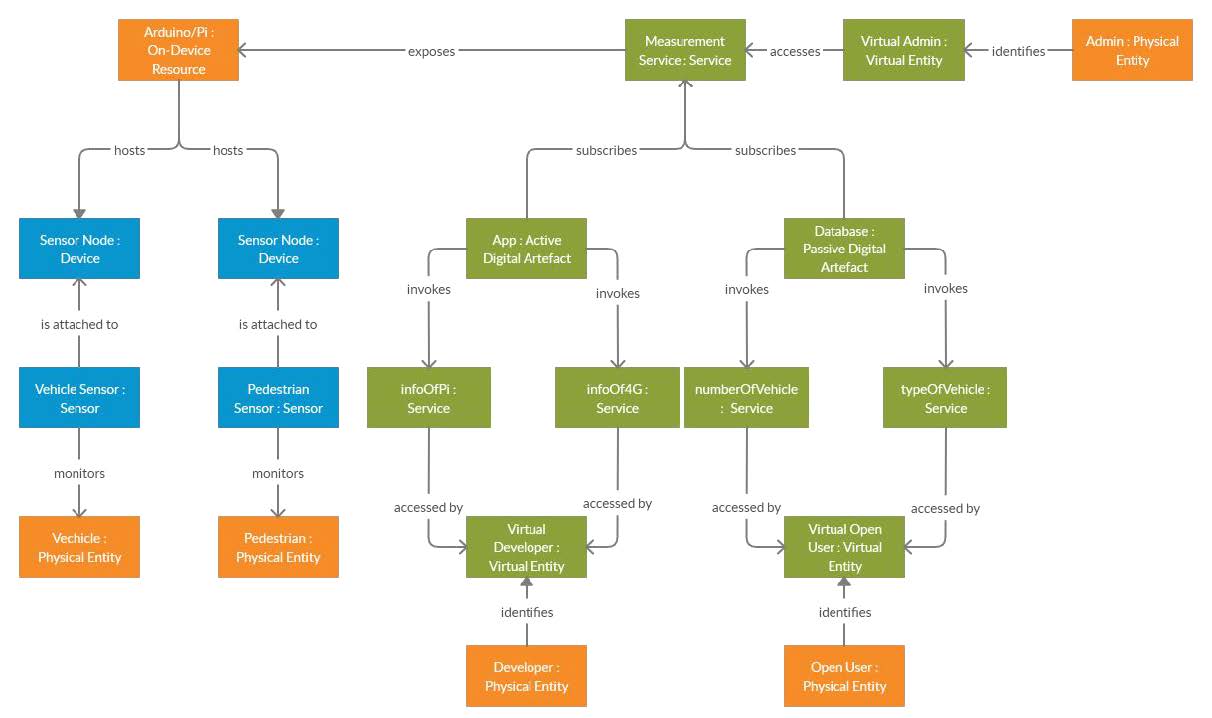 Arduino/Pi :
On-Device
Resource
exposes
Measurement
Service : Service
accesses
Virtual Admin :
Virtual Entity
identifies
Admin : Physical
Entity
hosts
hosts
subscribes
subscribes
Sensor Node :
Device
Sensor Node :
Device
App : Active
Digital Artefact
Database :
Passive Digital
Artefact
invokes
invokes
invokes
invokes
is attached to
is attached to
Vehicle Sensor :
Sensor
Pedestrian
Sensor : Sensor
infoOfPi :
Service
infoOf4G :
Service
numberOfVehicle
: Service
typeOfVehicle :
Service
monitors
monitors
accessed by
accessed by
accessed by
accessed by
Vechicle :
Physical Entity
Pedestrian :
Physical Entity
Virtual
Developer :
Virtual Entity
Virtual Open
User : Virtual
Entity
identifies
identifies
Developer :
Physical Entity
Open User :
Physical Entity